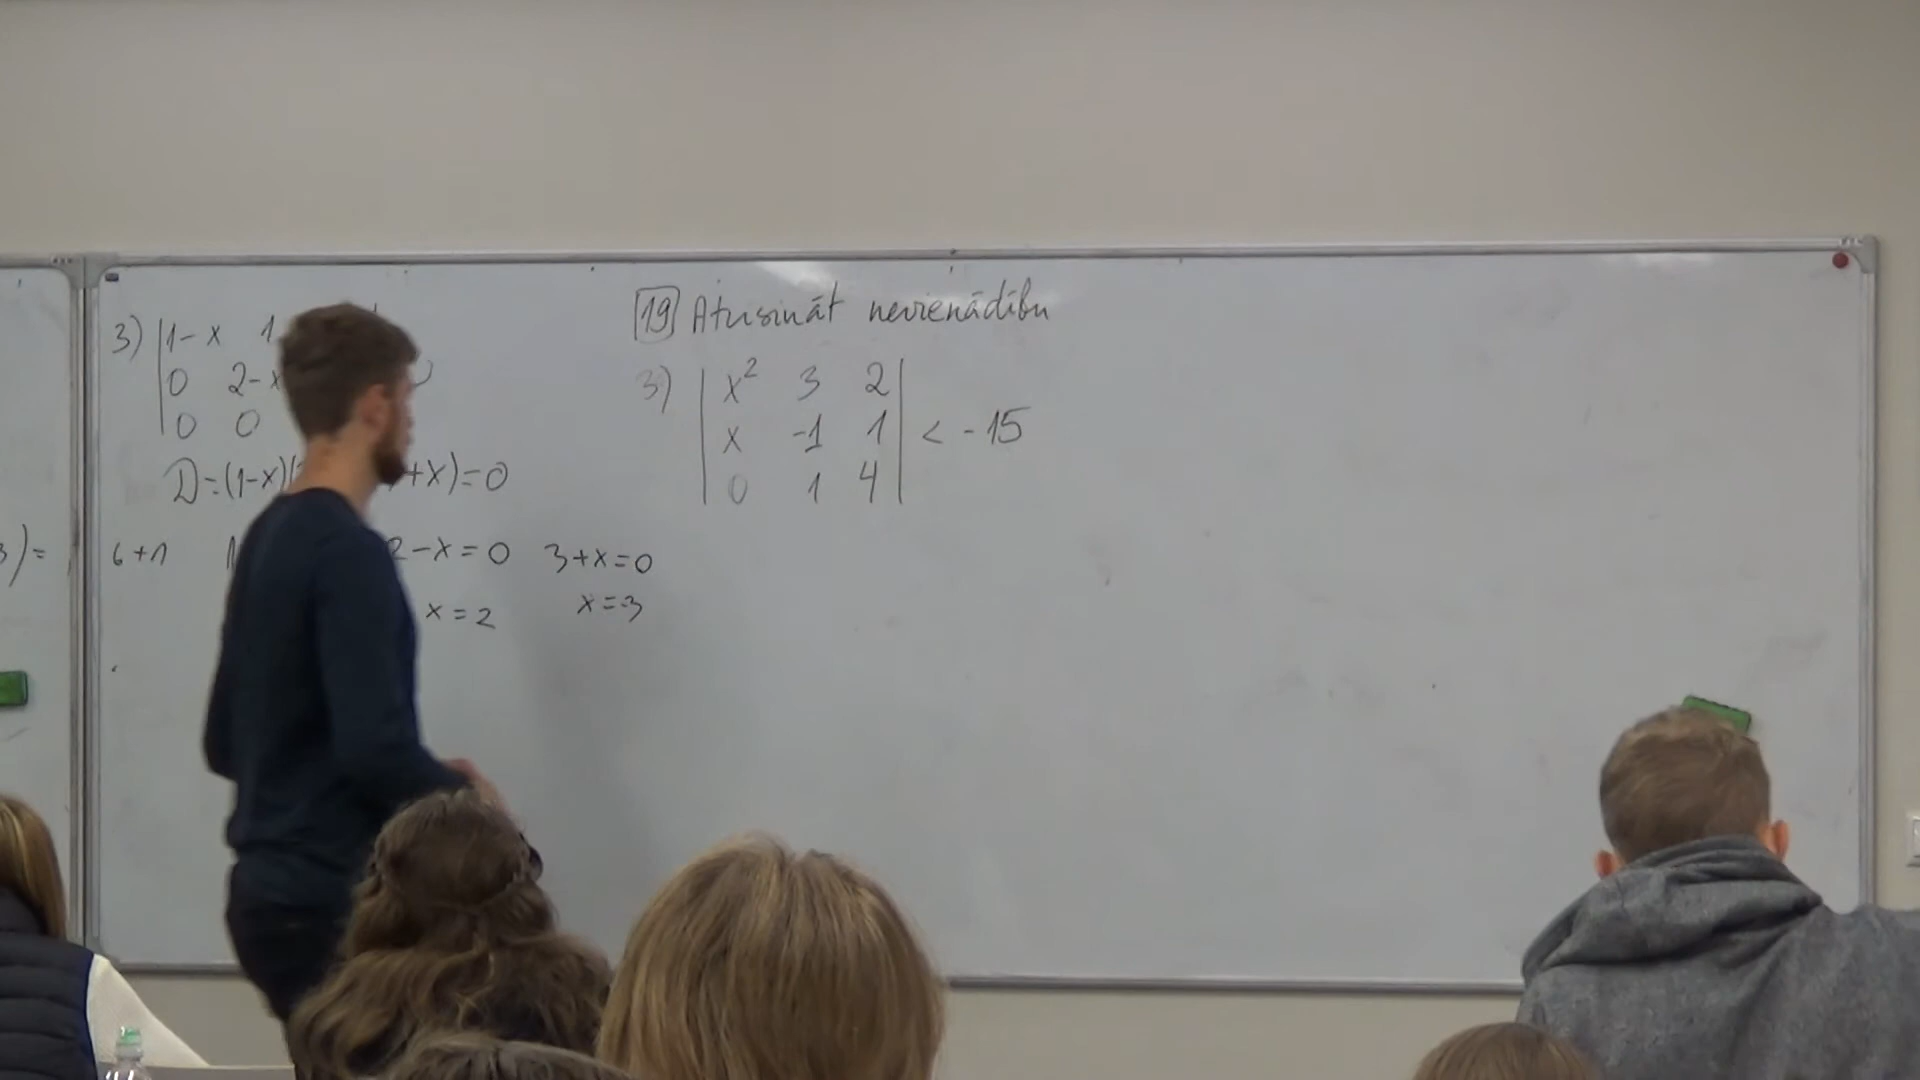 3) |1-x 1
0 2-x
0 0
D=(1-x)( +x)=0
)= 6+1 2-x=0 3+x=0
x=2 x=-3
19 Atrisināt nevienādību
3) | x² 3 2 |
| x -1 1 | < -15
| 0 1 4 |